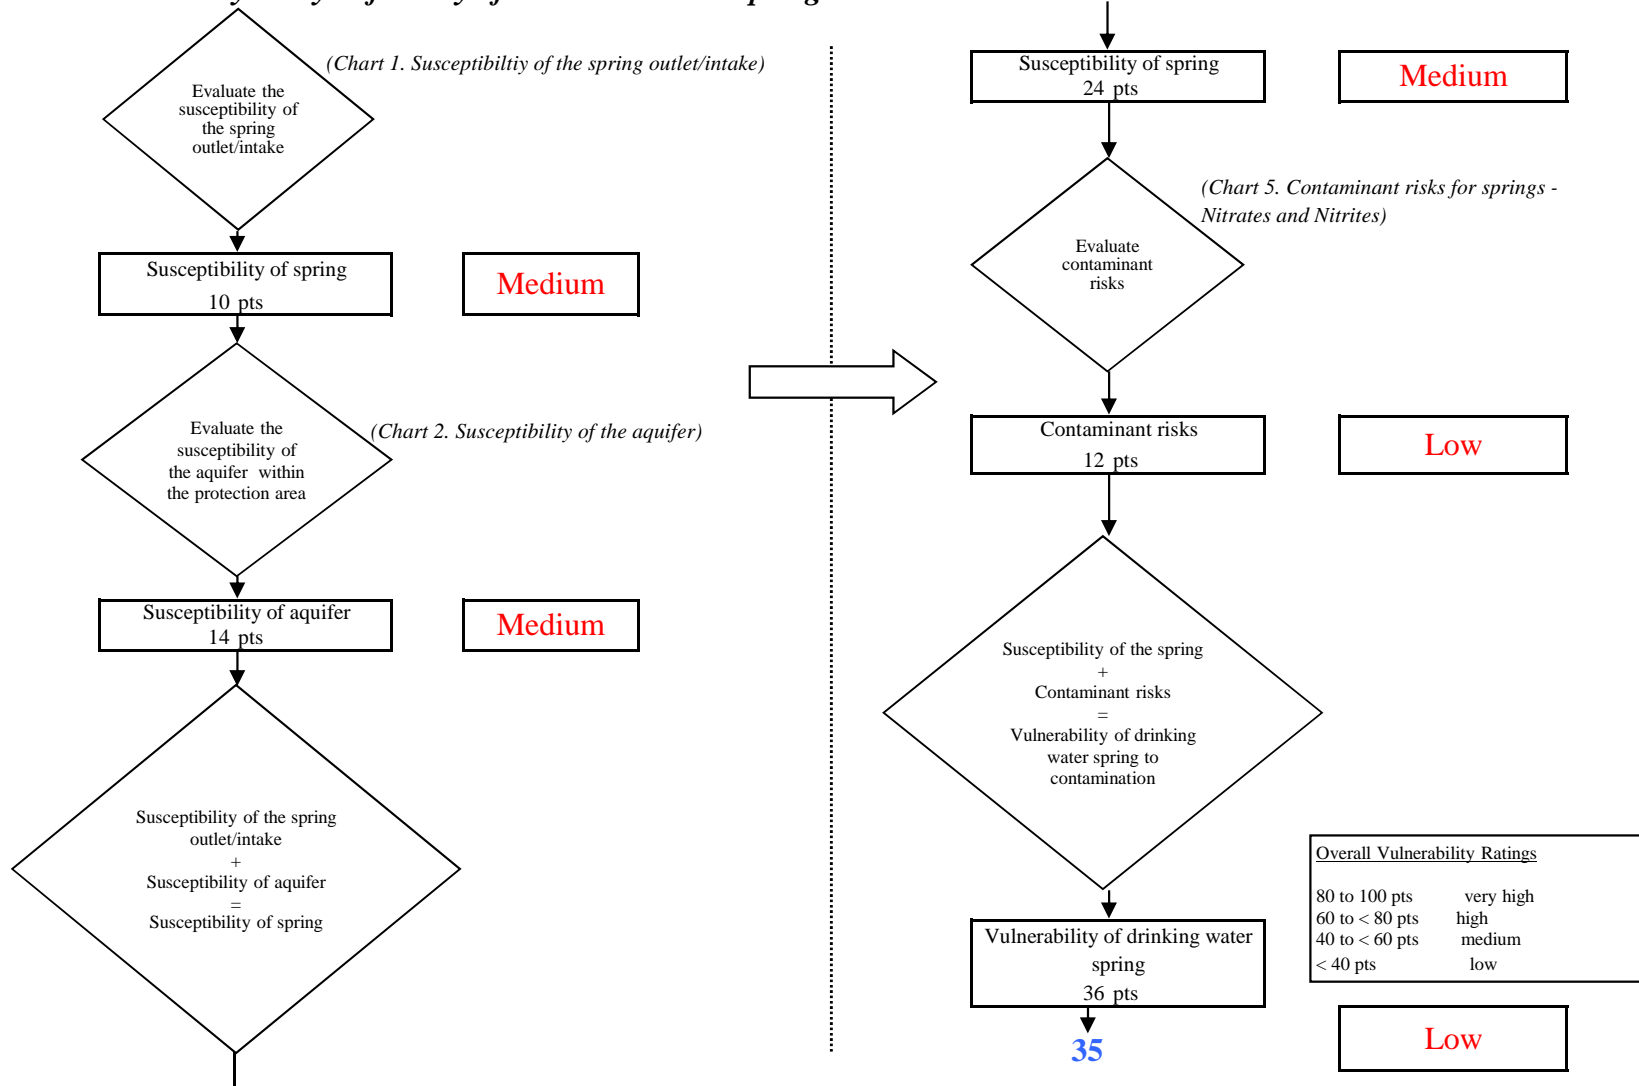 (Chart 1. Susceptibiltiy of the spring outlet/intake)
Evaluate the
susceptibility of
the spring
outlet/intake
Susceptibility of spring
10 pts
Medium
Evaluate the
susceptibility of
the aquifer within
the protection area
(Chart 2. Susceptibility of the aquifer)
Susceptibility of aquifer
14 pts
Medium
Susceptibility of the spring
outlet/intake
+
Susceptibility of aquifer
=
Susceptibility of spring
Susceptibility of spring
24 pts
Medium
(Chart 5. Contaminant risks for springs -
Nitrates and Nitrites)
Evaluate
contaminant
risks
Contaminant risks
12 pts
Low
Susceptibility of the spring
+
Contaminant risks
=
Vulnerability of drinking
water spring to
contamination
Overall Vulnerability Ratings
80 to 100 pts very high
60 to < 80 pts high
40 to < 60 pts medium
< 40 pts low
Vulnerability of drinking water
spring
36 pts
35
Low